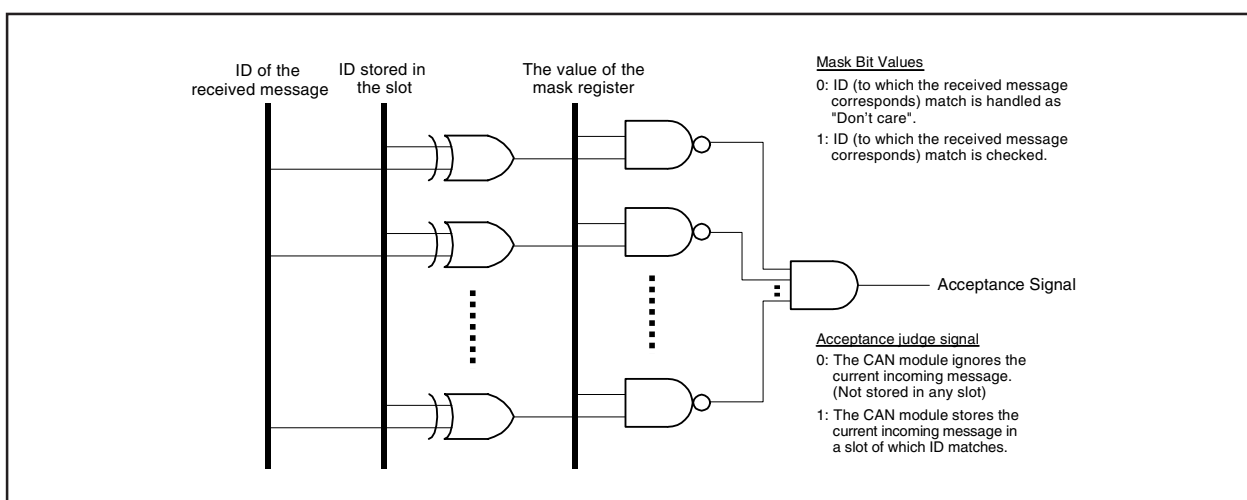 ID of the
received message
ID stored in
the slot
The value of the
mask register
Mask Bit Values
0: ID (to which the received message
corresponds) match is handled as
"Don't care".
1: ID (to which the received message
corresponds) match is checked.
Acceptance Signal
Acceptance judge signal
0: The CAN module ignores the
current incoming message.
(Not stored in any slot)
1: The CAN module stores the
current incoming message in
a slot of which ID matches.